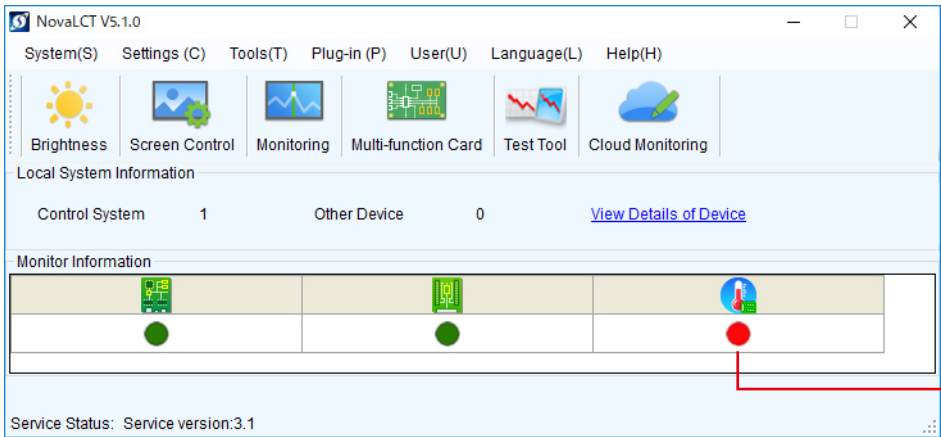 NovaLCT V5.1.0
System(S) Settings (C) Tools(T) Plug-in (P) User(U) Language(L) Help(H)
Brightness Screen Control Monitoring Multi-function Card Test Tool Cloud Monitoring
Local System Information
Control System 1 Other Device 0 View Details of Device
Monitor Information
Service Status: Service version:3.1